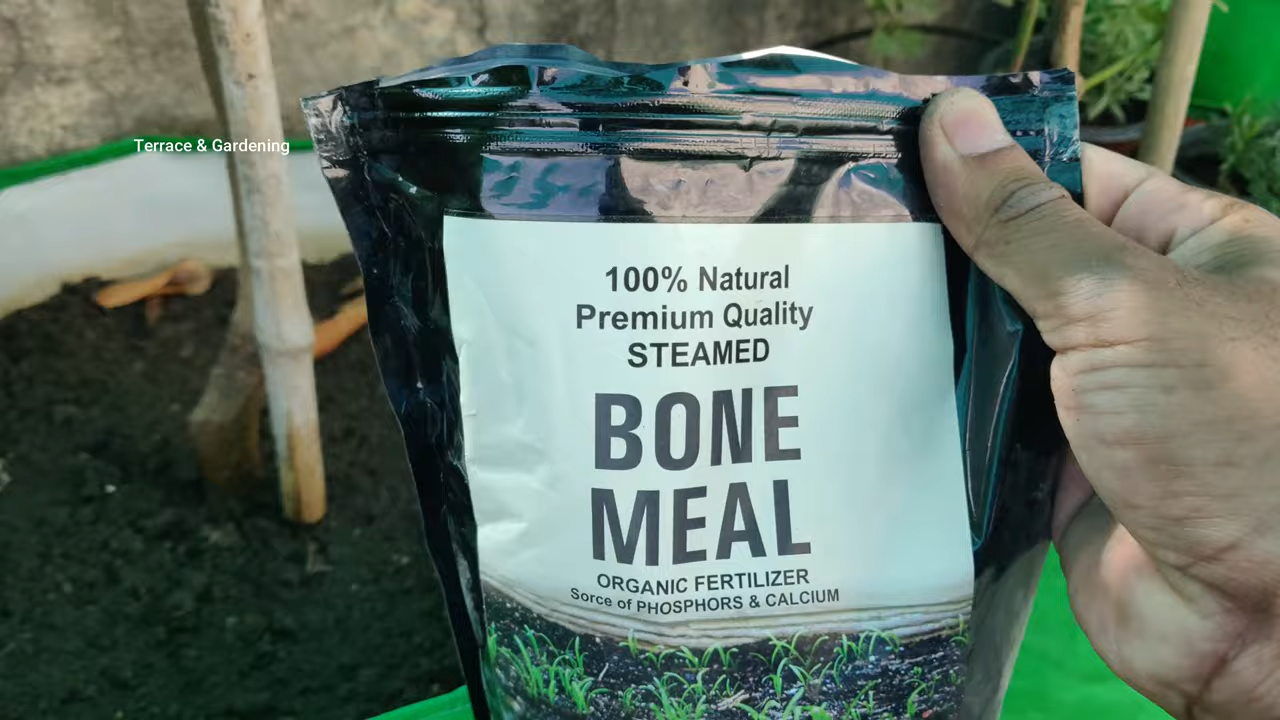 Terrace & Gardening
100% Natural
Premium Quality
STEAMED
BONE
MEAL
ORGANIC FERTILIZER
Sorce of PHOSPHORS & CALCIUM